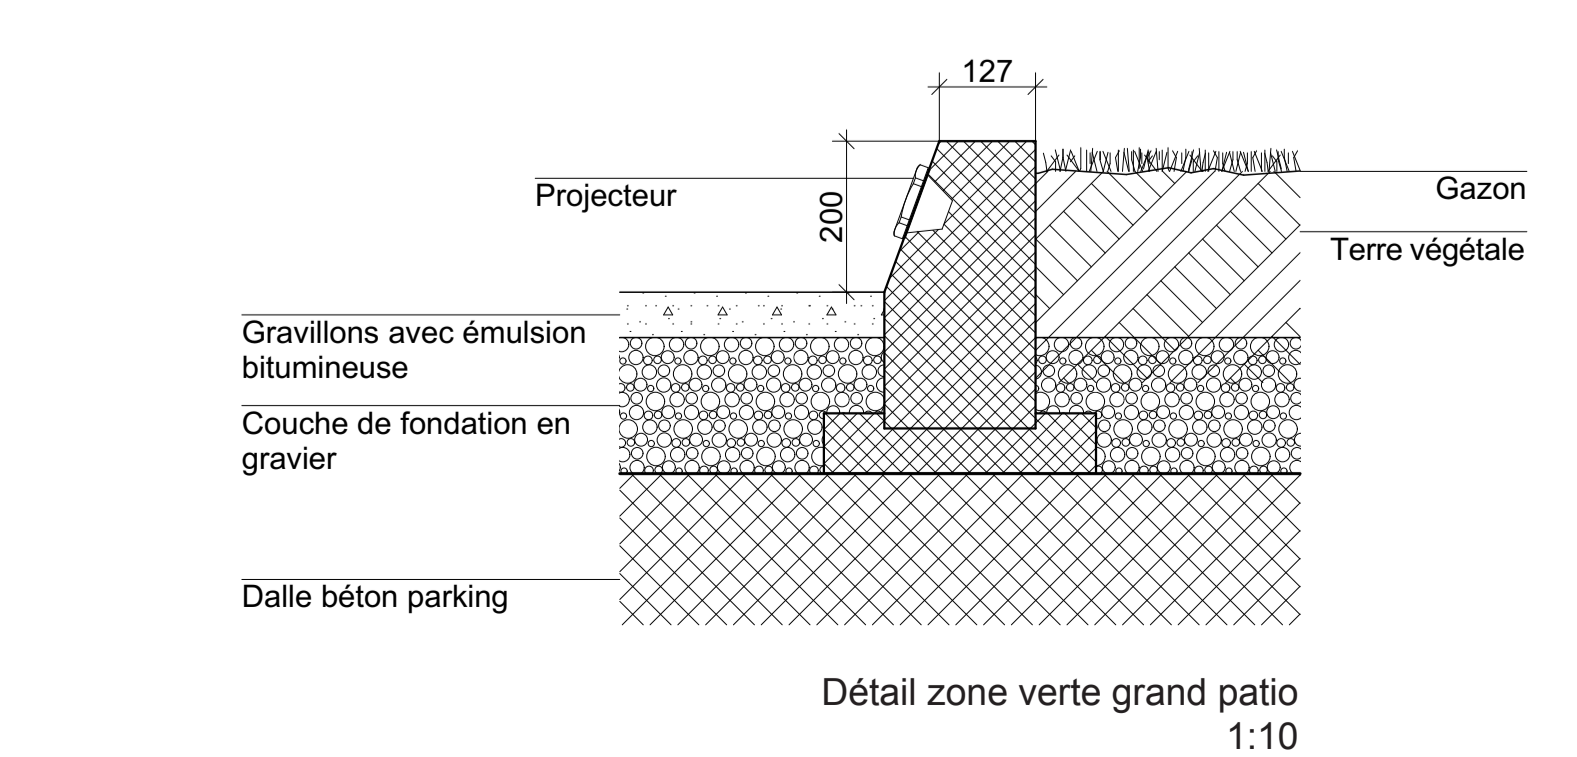 127
200
Projecteur
Gazon
Terre végétale
Gravillons avec émulsion
bitumineuse
Couche de fondation en
gravier
Dalle béton parking
Détail zone verte grand patio
1:10